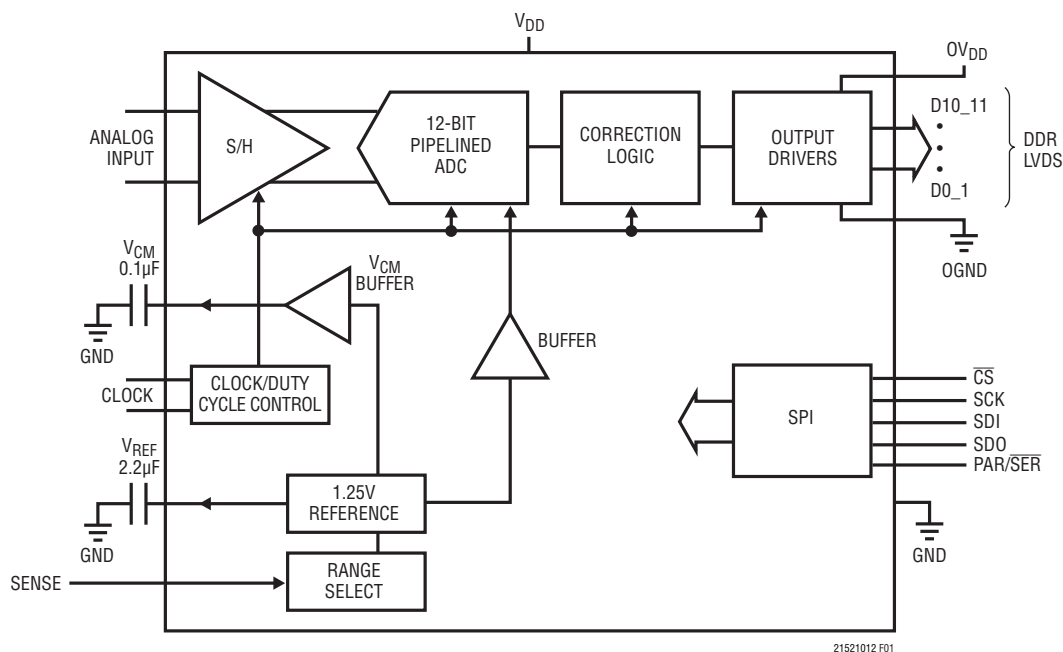 VDD
OVDD
ANALOG
INPUT
S/H
12-BIT
PIPELINED
ADC
CORRECTION
LOGIC
OUTPUT
DRIVERS
D10_11
•
•
•
D0_1
DDR
LVDS
OGND
VCM
0.1µF
GND
VCM
BUFFER
BUFFER
CLOCK
CLOCK/DUTY
CYCLE CONTROL
SPI
C̅S̅
SCK
SDI
SDO
PAR/S̅E̅R̅
VREF
2.2µF
GND
1.25V
REFERENCE
GND
SENSE
RANGE
SELECT
21521012 F01